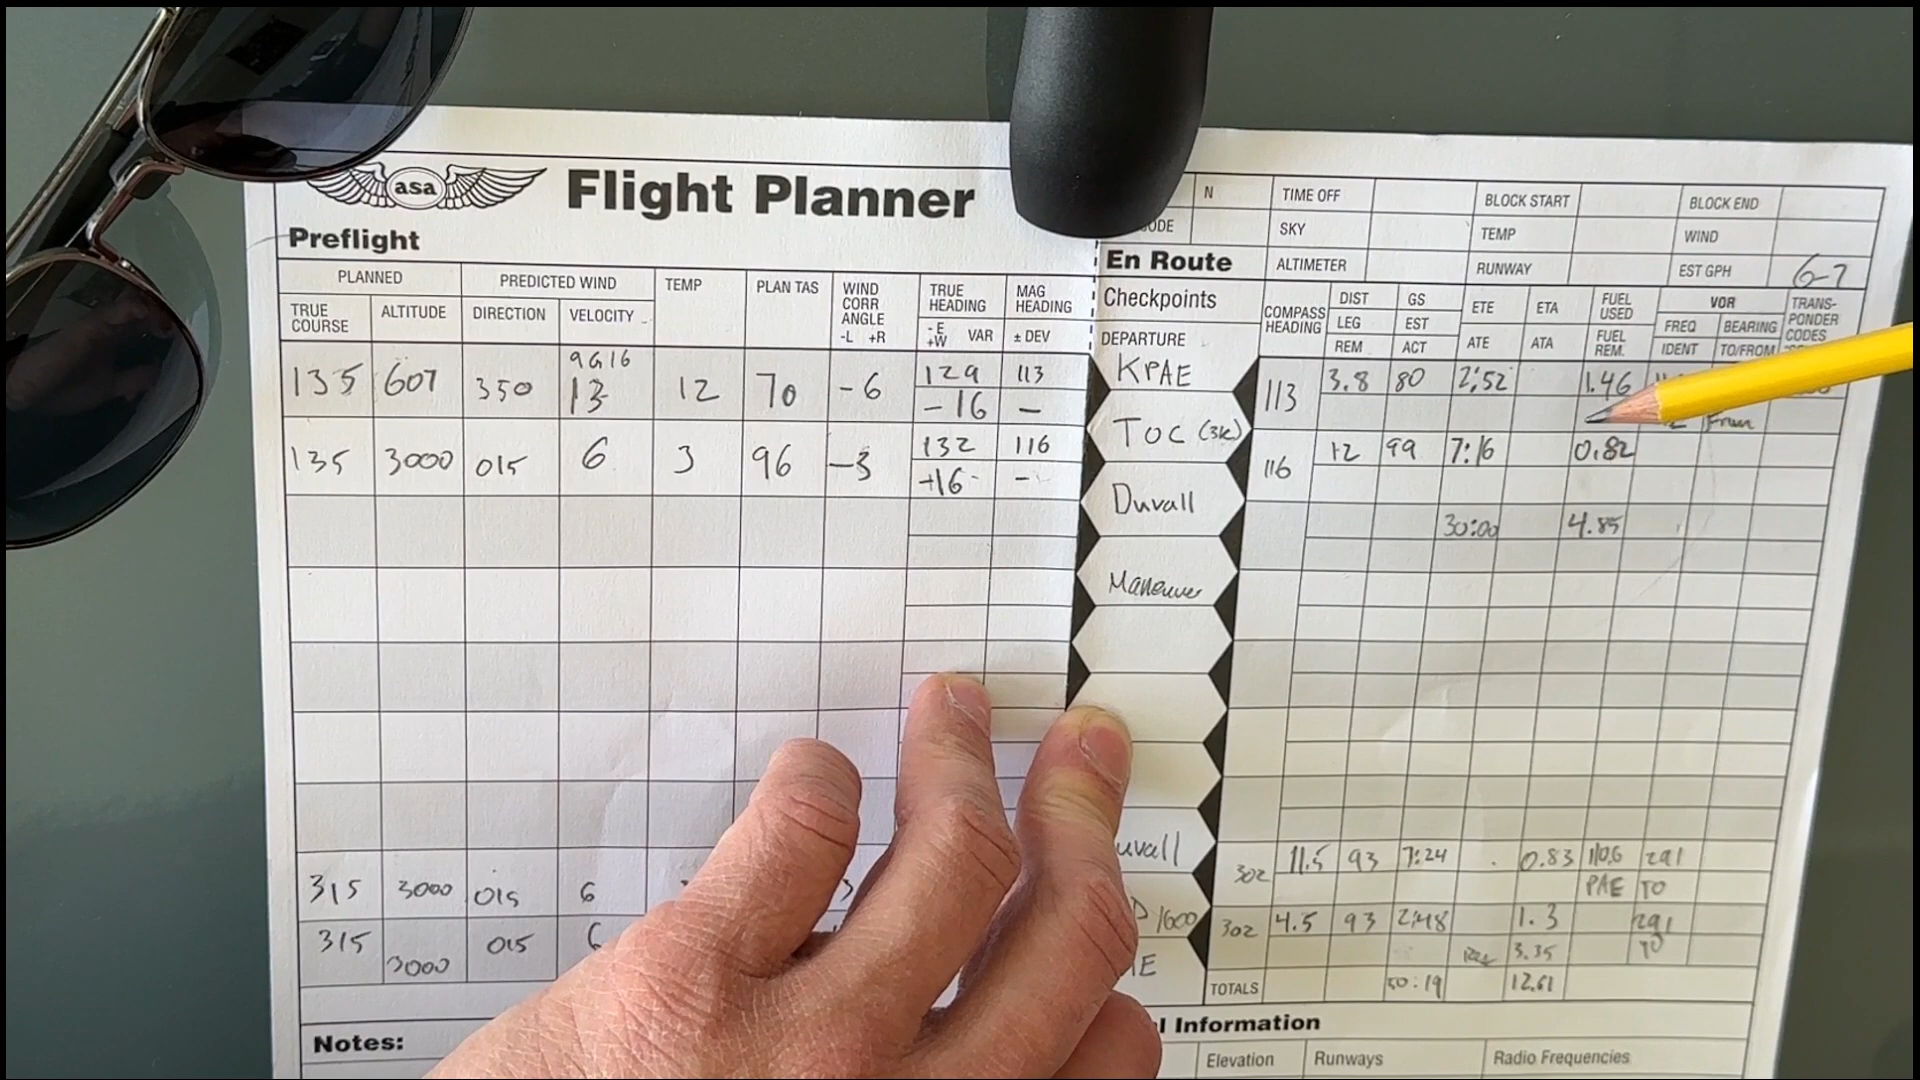 asa
Flight Planner
Preflight
PLANNED
PREDICTED WIND
TEMP
PLAN TAS
WIND CORR ANGLE
-L +R
TRUE HEADING
MAG HEADING
TRUE COURSE
ALTITUDE
DIRECTION
VELOCITY
-E +W VAR
± DEV
135 607 350 9G16 13 12 70 -6 129 113
-16 -
135 3000 015 6 3 96 -3 132 116
+16 -
315 3000 015 6
315 3000 015
Notes:
N TIME OFF BLOCK START BLOCK END
SKY TEMP WIND
En Route ALTIMETER RUNWAY EST GPH 6-7
Checkpoints
COMPASS HEADING
DIST GS ETE ETA FUEL USED VOR TRANSPONDER CODES
LEG EST FREQ BEARING
REM ACT ATE ATA FUEL REM. IDENT TO/FROM
DEPARTURE
KPAE
113 3.8 80 2:52 1.46
From
TOC (3K)
116 12 99 7:16 0.82
Duvall
30:00 4.85
Maneuver
302 11.5 93 7:24 0.83 110.6 291
PAE TO
302 4.5 93 2:48 1.3 291
3.35 TO
TOTALS 50:19 12.61
Information
Elevation Runways Radio Frequencies